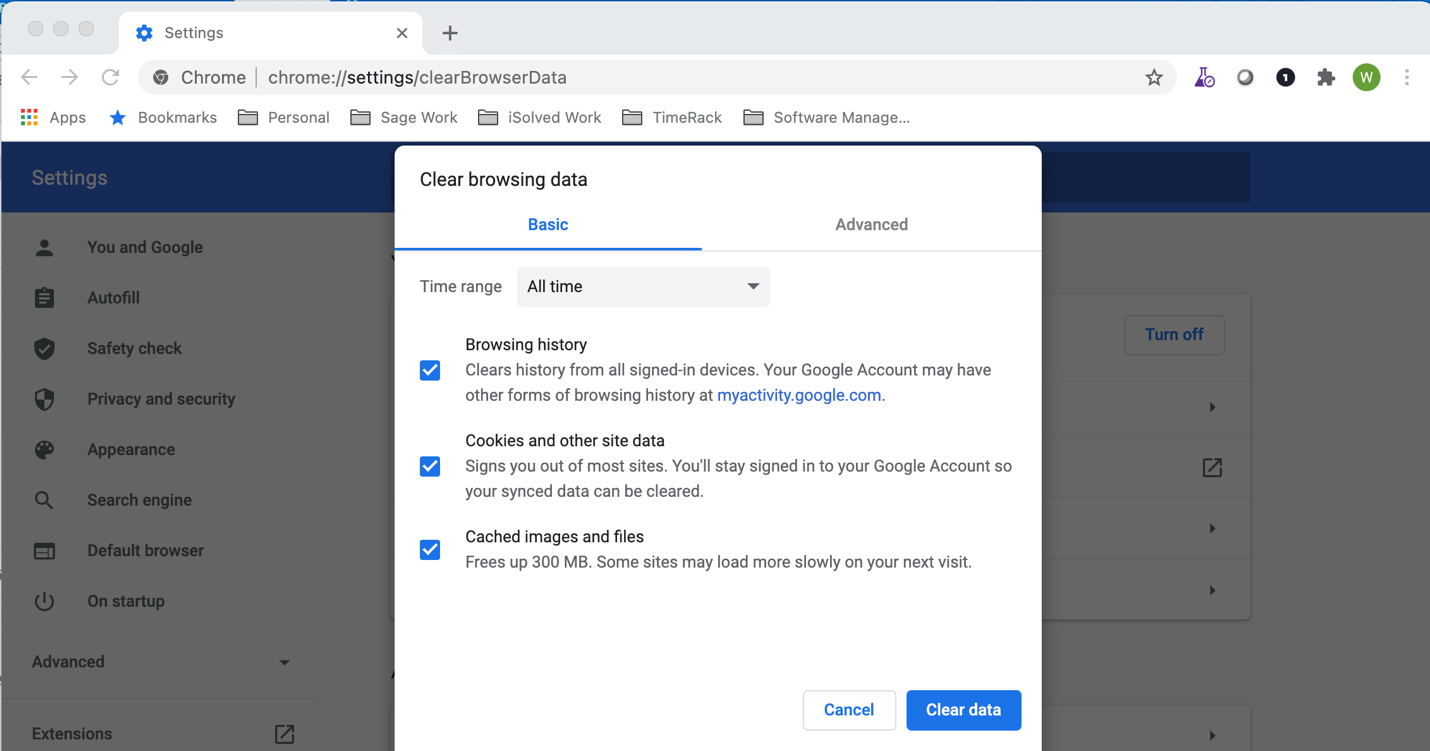 Settings
Chrome
chrome://settings/clearBrowserData
1
W
Apps
Bookmarks
Personal
Sage Work
iSolved Work
TimeRack
Software Manage...
Settings
You and Google
Autofill
Safety check
Privacy and security
Appearance
Search engine
Default browser
On startup
Advanced
Extensions
Turn off
Clear browsing data
Basic
Advanced
Time range
All time
Browsing history
Clears history from all signed-in devices. Your Google Account may have
other forms of browsing history at myactivity.google.com.
Cookies and other site data
Signs you out of most sites. You'll stay signed in to your Google Account so
your synced data can be cleared.
Cached images and files
Frees up 300 MB. Some sites may load more slowly on your next visit.
Cancel
Clear data